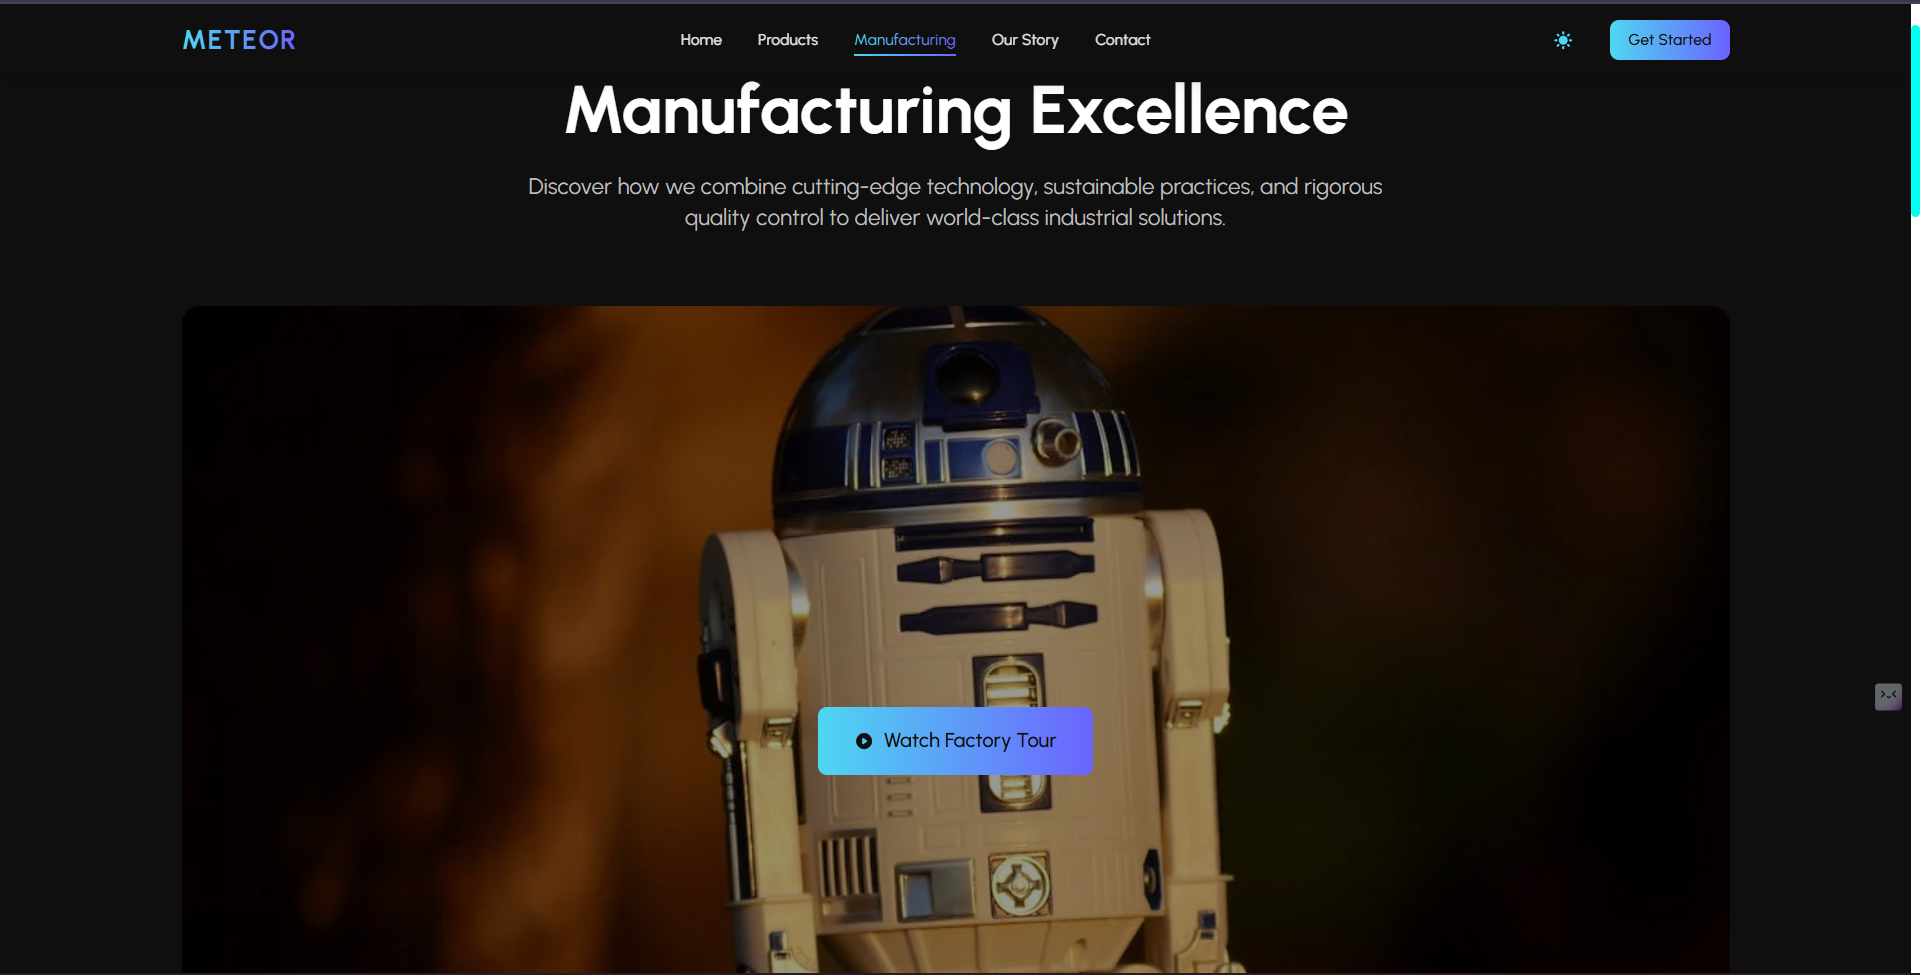 METEOR
Home
Products
Manufacturing
Our Story
Contact
Get Started
Manufacturing Excellence
Discover how we combine cutting-edge technology, sustainable practices, and rigorous
quality control to deliver world-class industrial solutions.
Watch Factory Tour